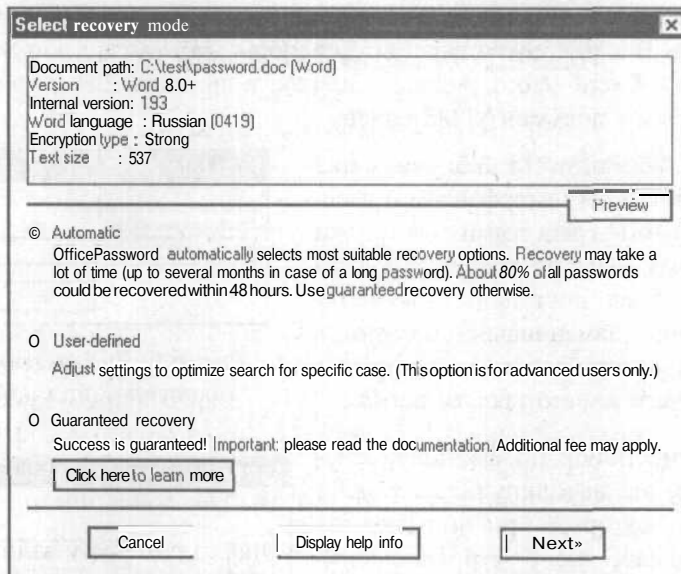 Select recovery mode
Document path: C:\test\password.doc (Word)
Version : Word 8.0+
Internal version: 193
Word language : Russian (0419)
Encryption type : Strong
Text size : 537
Preview
© Automatic
OfficePassword automatically selects most suitable recovery options. Recovery may take a
lot of time (up to several months in case of a long password). About 80% of all passwords
could be recovered within 48 hours. Use guaranteed recovery otherwise.
O User-defined
Adjust settings to optimize search for specific case. (This option is for advanced users only.)
O Guaranteed recovery
Success is guaranteed! Important: please read the documentation. Additional fee may apply.
Click here to learn more
Cancel
Display help info
Next»